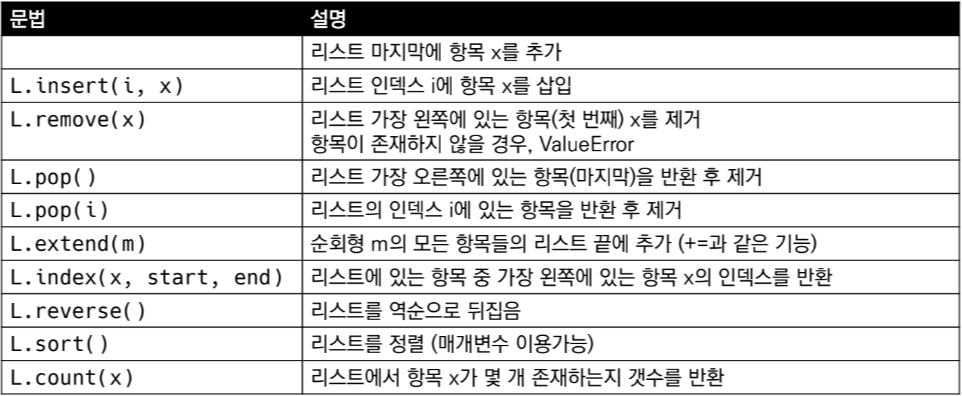 문법 설명
리스트 마지막에 항목 x를 추가
L.insert(i, x) 리스트 인덱스 i에 항목 x를 삽입
L.remove(x) 리스트 가장 왼쪽에 있는 항목(첫 번째) x를 제거
항목이 존재하지 않을 경우, ValueError
L.pop() 리스트 가장 오른쪽에 있는 항목(마지막)을 반환 후 제거
L.pop(i) 리스트의 인덱스 i에 있는 항목을 반환 후 제거
L.extend(m) 순회형 m의 모든 항목들의 리스트 끝에 추가 (+=과 같은 기능)
L.index(x, start, end) 리스트에 있는 항목 중 가장 왼쪽에 있는 항목 x의 인덱스를 반환
L.reverse() 리스트를 역순으로 뒤집음
L.sort() 리스트를 정렬 (매개변수 이용가능)
L.count(x) 리스트에서 항목 x가 몇 개 존재하는지 갯수를 반환